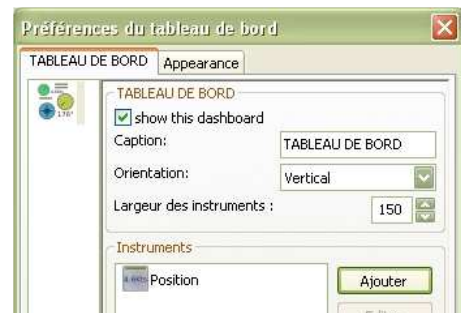 Préférences du tableau de bord
TABLEAU DE BORD Appearance
TABLEAU DE BORD
show this dashboard
Caption: TABLEAU DE BORD
Orientation: Vertical
Largeur des instruments : 150
Instruments
Position Ajouter